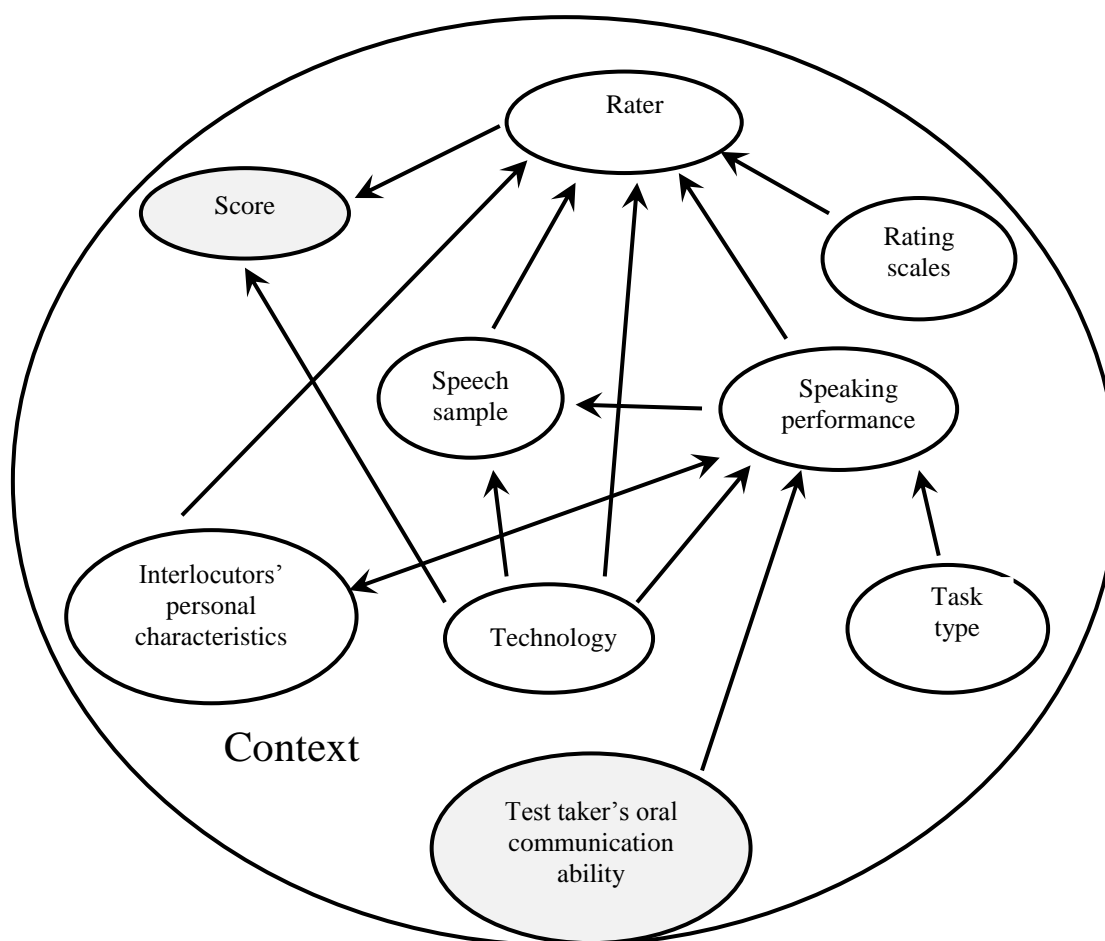 Rater
Score
Rating
scales
Speech
sample
Speaking
performance
Interlocutors’
personal
characteristics
Technology
Task
type
Context
Test taker’s oral
communication
ability